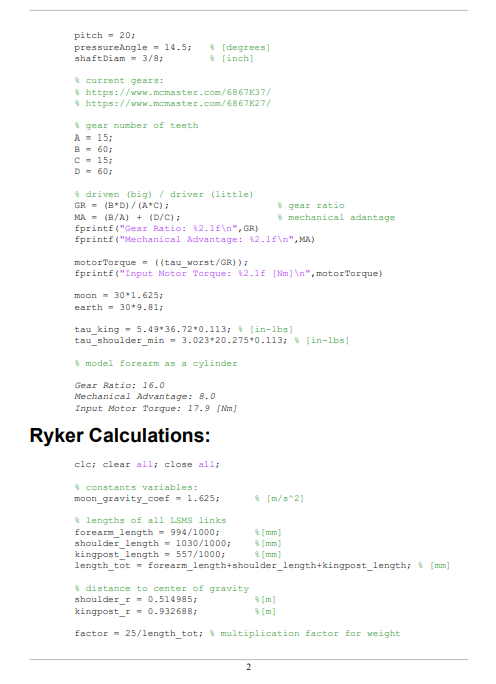 pitch = 20;
pressureAngle = 14.5; % [degrees]
shaftDiam = 3/8; % [inch]
% current gears:
% https://www.mcmaster.com/6867K37/
% https://www.mcmaster.com/6867K27/
% gear number of teeth
A = 15;
B = 60;
C = 15;
D = 60;
% driven (big) / driver (little)
GR = (B*D)/(A*C); % gear ratio
MA = (B/A) + (D/C); % mechanical adantage
fprintf("Gear Ratio: %2.1f\n",GR)
fprintf("Mechanical Advantage: %2.1f\n",MA)
motorTorque = ((tau_worst/GR));
fprintf("Input Motor Torque: %2.1f [Nm]\n",motorTorque)
moon = 30*1.625;
earth = 30*9.81;
tau_king = 5.49*36.72*0.113; % [in-lbs]
tau_shoulder_min = 3.023*20.275*0.113; % [in-lbs]
% model forearm as a cylinder
Gear Ratio: 16.0
Mechanical Advantage: 8.0
Input Motor Torque: 17.9 [Nm]
Ryker Calculations:
clc; clear all; close all;
% constants variables:
moon_gravity_coef = 1.625; % [m/s^2]
% lengths of all LSMS links
forearm_length = 994/1000; %[mm]
shoulder_length = 1030/1000; %[mm]
kingpost_length = 557/1000; %[mm]
length_tot = forearm_length+shoulder_length+kingpost_length; % [mm]
% distance to center of gravity
shoulder_r = 0.514985; %[m]
kingpost_r = 0.932688; %[m]
factor = 25/length_tot; % multiplication factor for weight
2